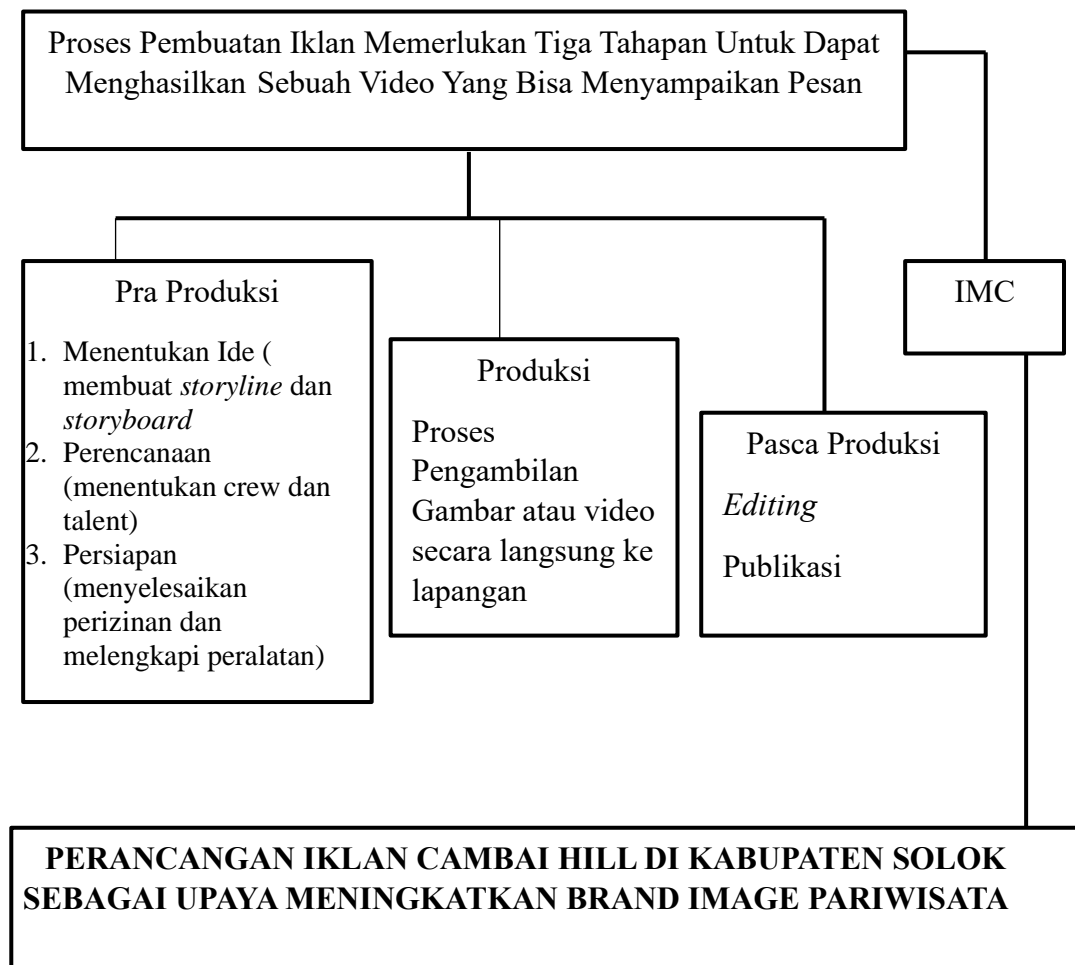 Proses Pembuatan Iklan Memerlukan Tiga Tahapan Untuk Dapat
Menghasilkan Sebuah Video Yang Bisa Menyampaikan Pesan
Pra Produksi
1. Menentukan Ide (
membuat storyline dan
storyboard
2. Perencanaan
(menentukan crew dan
talent)
3. Persiapan
(menyelesaikan
perizinan dan
melengkapi peralatan)
Produksi
Proses
Pengambilan
Gambar atau video
secara langsung ke
lapangan
Pasca Produksi
Editing
Publikasi
IMC
PERANCANGAN IKLAN CAMBAI HILL DI KABUPATEN SOLOK
SEBAGAI UPAYA MENINGKATKAN BRAND IMAGE PARIWISATA